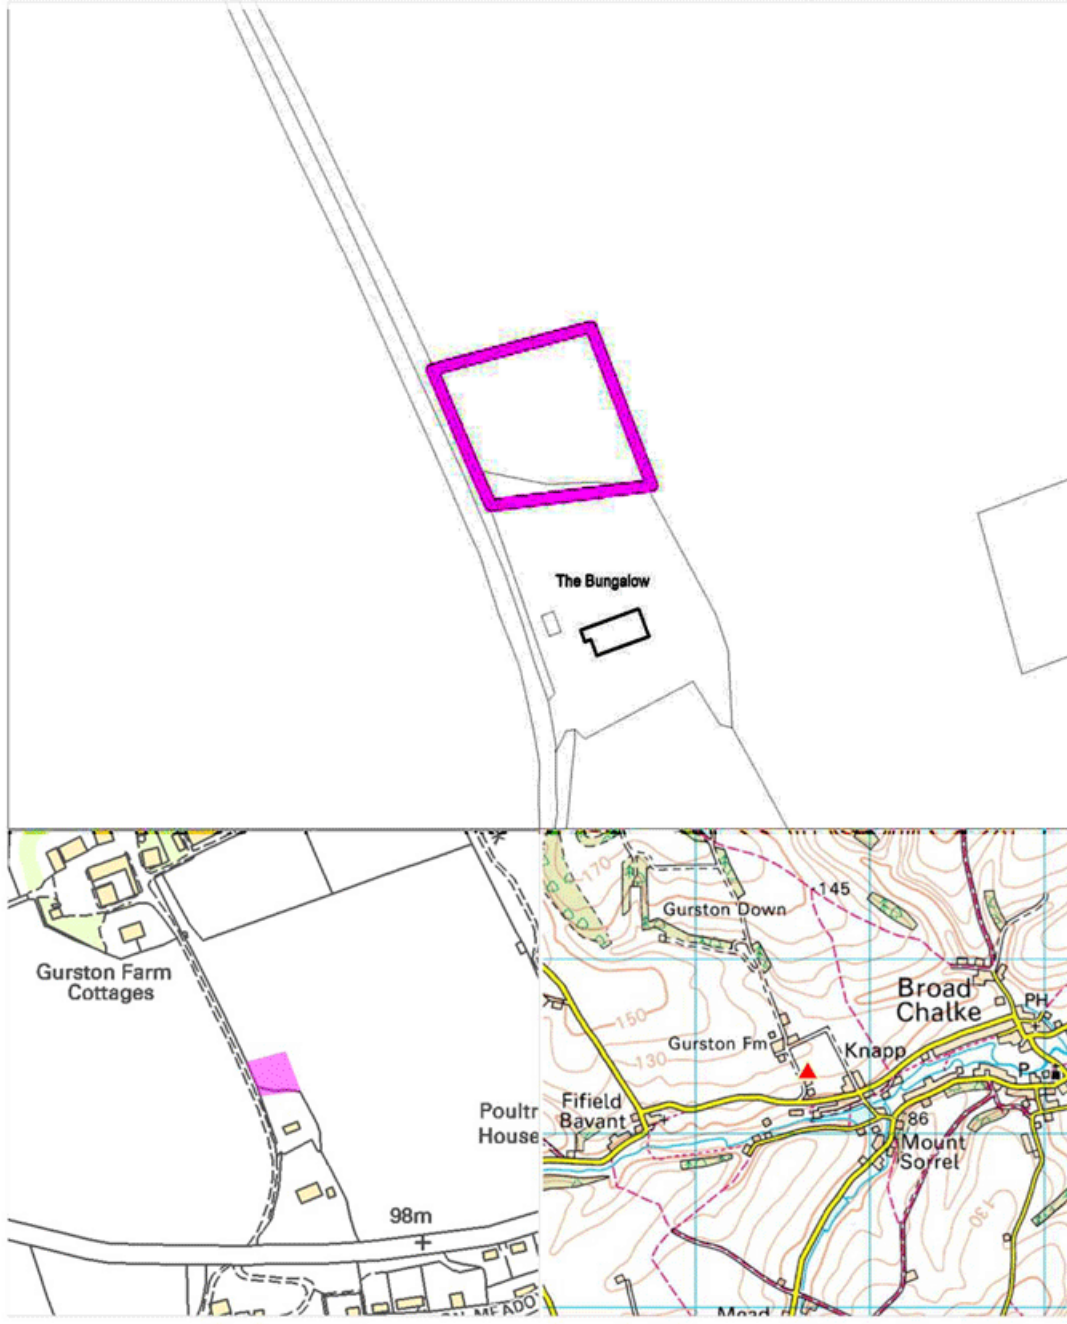 The Bungalow
Gurston Farm
Cottages
Poultr
House
98m
170
Gurston Down
145
Broad
Chalke
PH
150
Gurston Fm
Knapp
130
P
Fifield
Bavant
86
Mount
Sorrel
130
Mead